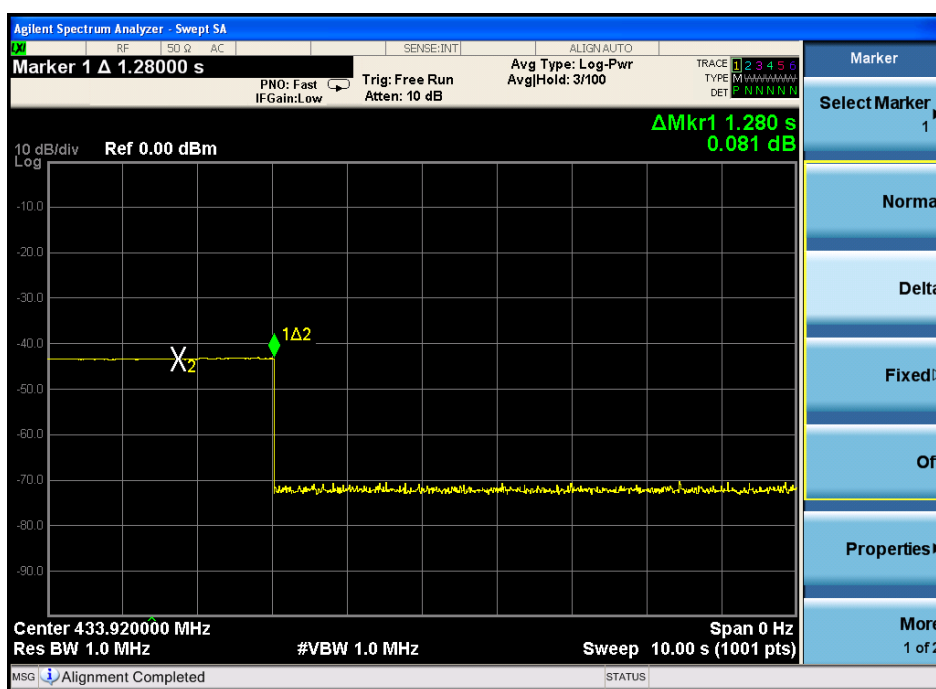 Agilent Spectrum Analyzer - Swept SA
LXI RF 50 Ω AC SENSE:INT ALIGN AUTO
Marker 1 Δ 1.28000 s
PNO: Fast
IFGain:Low
Trig: Free Run
Atten: 10 dB
Avg Type: Log-Pwr
Avg|Hold: 3/100
TRACE 1 2 3 4 5 6
TYPE M WWWWW
DET P N N N N N
ΔMkr1 1.280 s
0.081 dB
10 dB/div
Log
Ref 0.00 dBm
-10.0
-20.0
-30.0
-40.0
-50.0
-60.0
-70.0
-80.0
-90.0
1Δ2
X2
Center 433.920000 MHz
Span 0 Hz
Res BW 1.0 MHz
#VBW 1.0 MHz
Sweep 10.00 s (1001 pts)
MSG Alignment Completed
STATUS
Marker
Select Marker
1
Norma
Delta
Fixed
Of
Properties
More
1 of 2